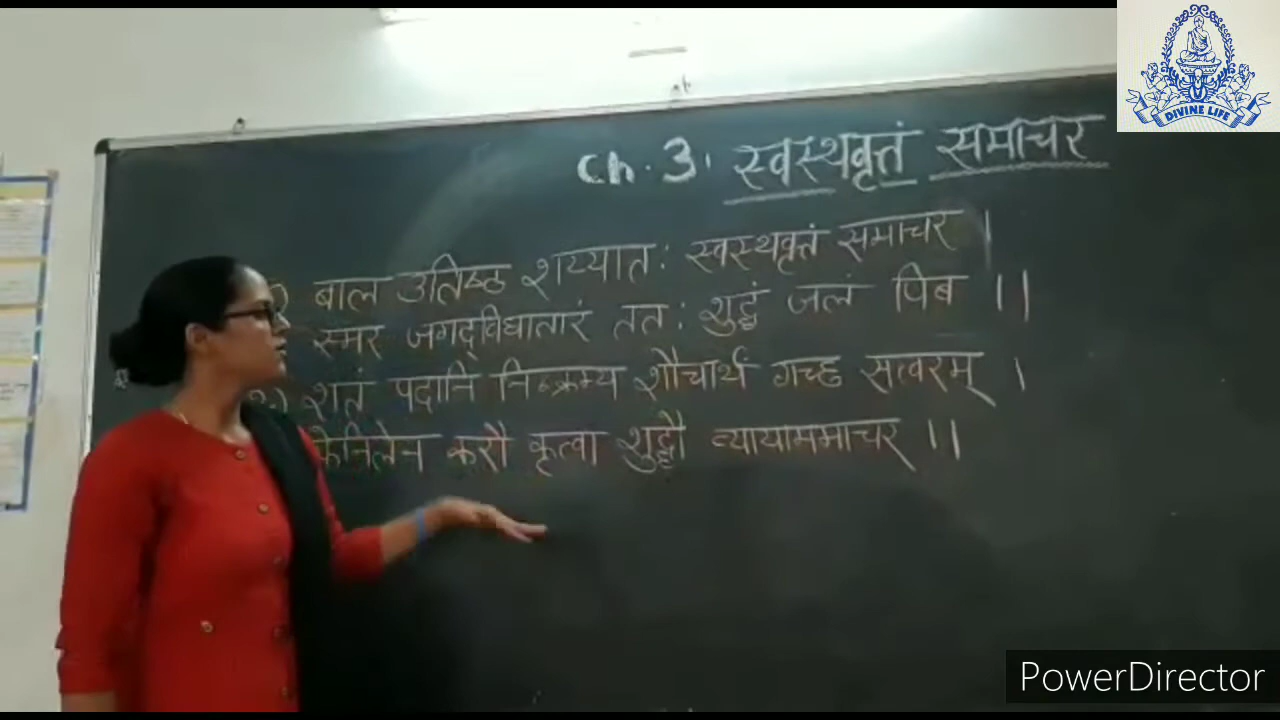 DIVINE LIFE
Ch. 3. स्वस्थवृत्तं समाचर
बाल उतिष्ठ शय्यात: स्वस्थवृत्तं समाचर ।
स्मर जगद्विधातारं तत: शुद्धं जलं पिब ।।
२.) शतं पदानि निष्क्रम्य शौचार्थं गच्छ सत्वरम् ।
फेनिलेन करौ कृत्वा शुद्धौ व्यायाममाचर ।।
PowerDirector